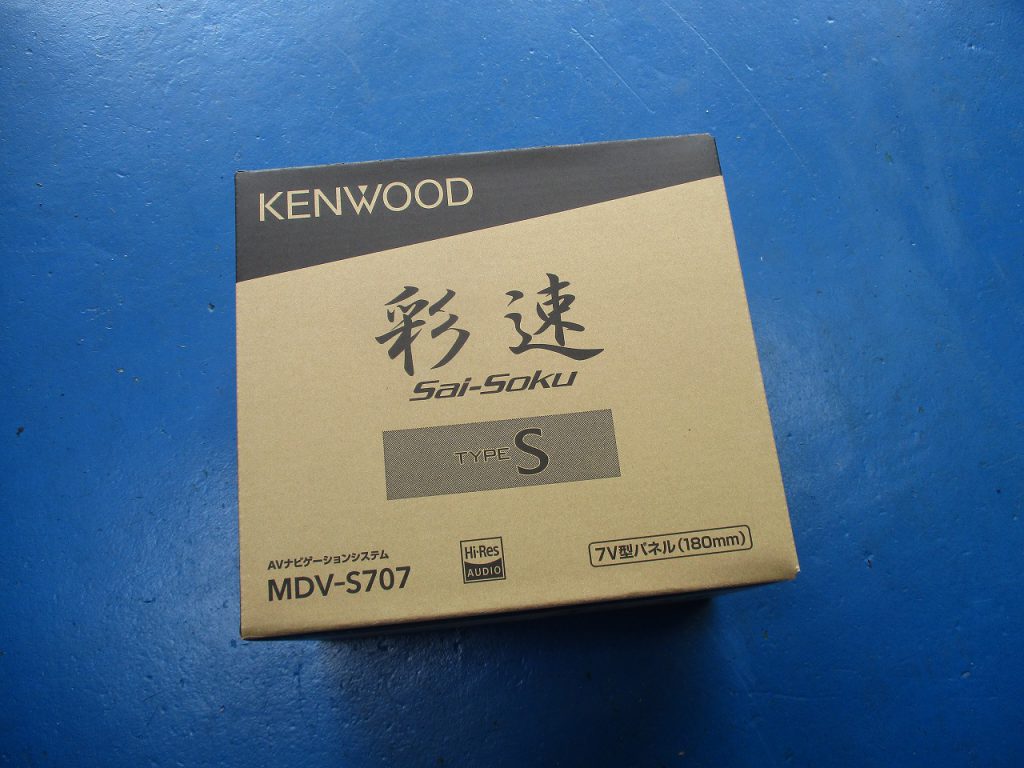 KENWOOD
彩速
Sai-Soku
TYPE S
AVナビゲーションシステム
MDV-S707
Hi-Res
AUDIO
7V型パネル(180mm)